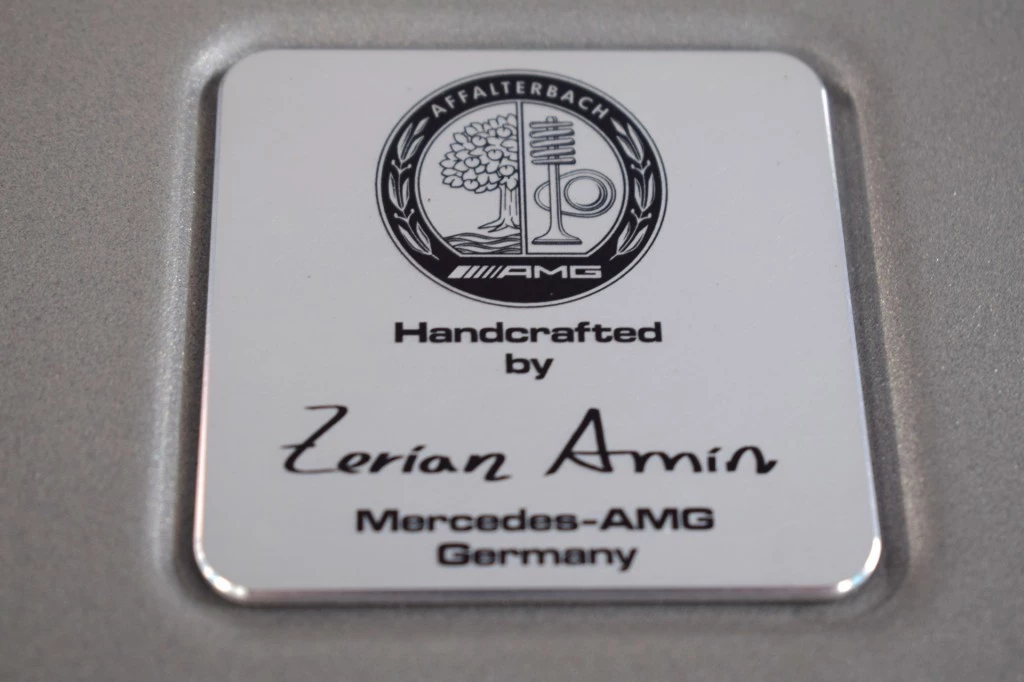 AFFALTERBACH
AMG
Handcrafted
by
Zerian Amin
Mercedes-AMG
Germany